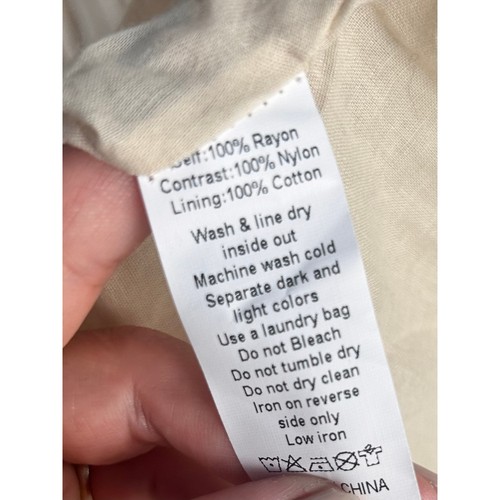 Self:100% Rayon
Contrast:100% Nylon
Lining:100% Cotton
Wash & line dry
inside out
Machine wash cold
Separate dark and
light colors
Use a laundry bag
Do not Bleach
Do not tumble dry
Do not dry clean
Iron on reverse
side only
Low iron
CHINA